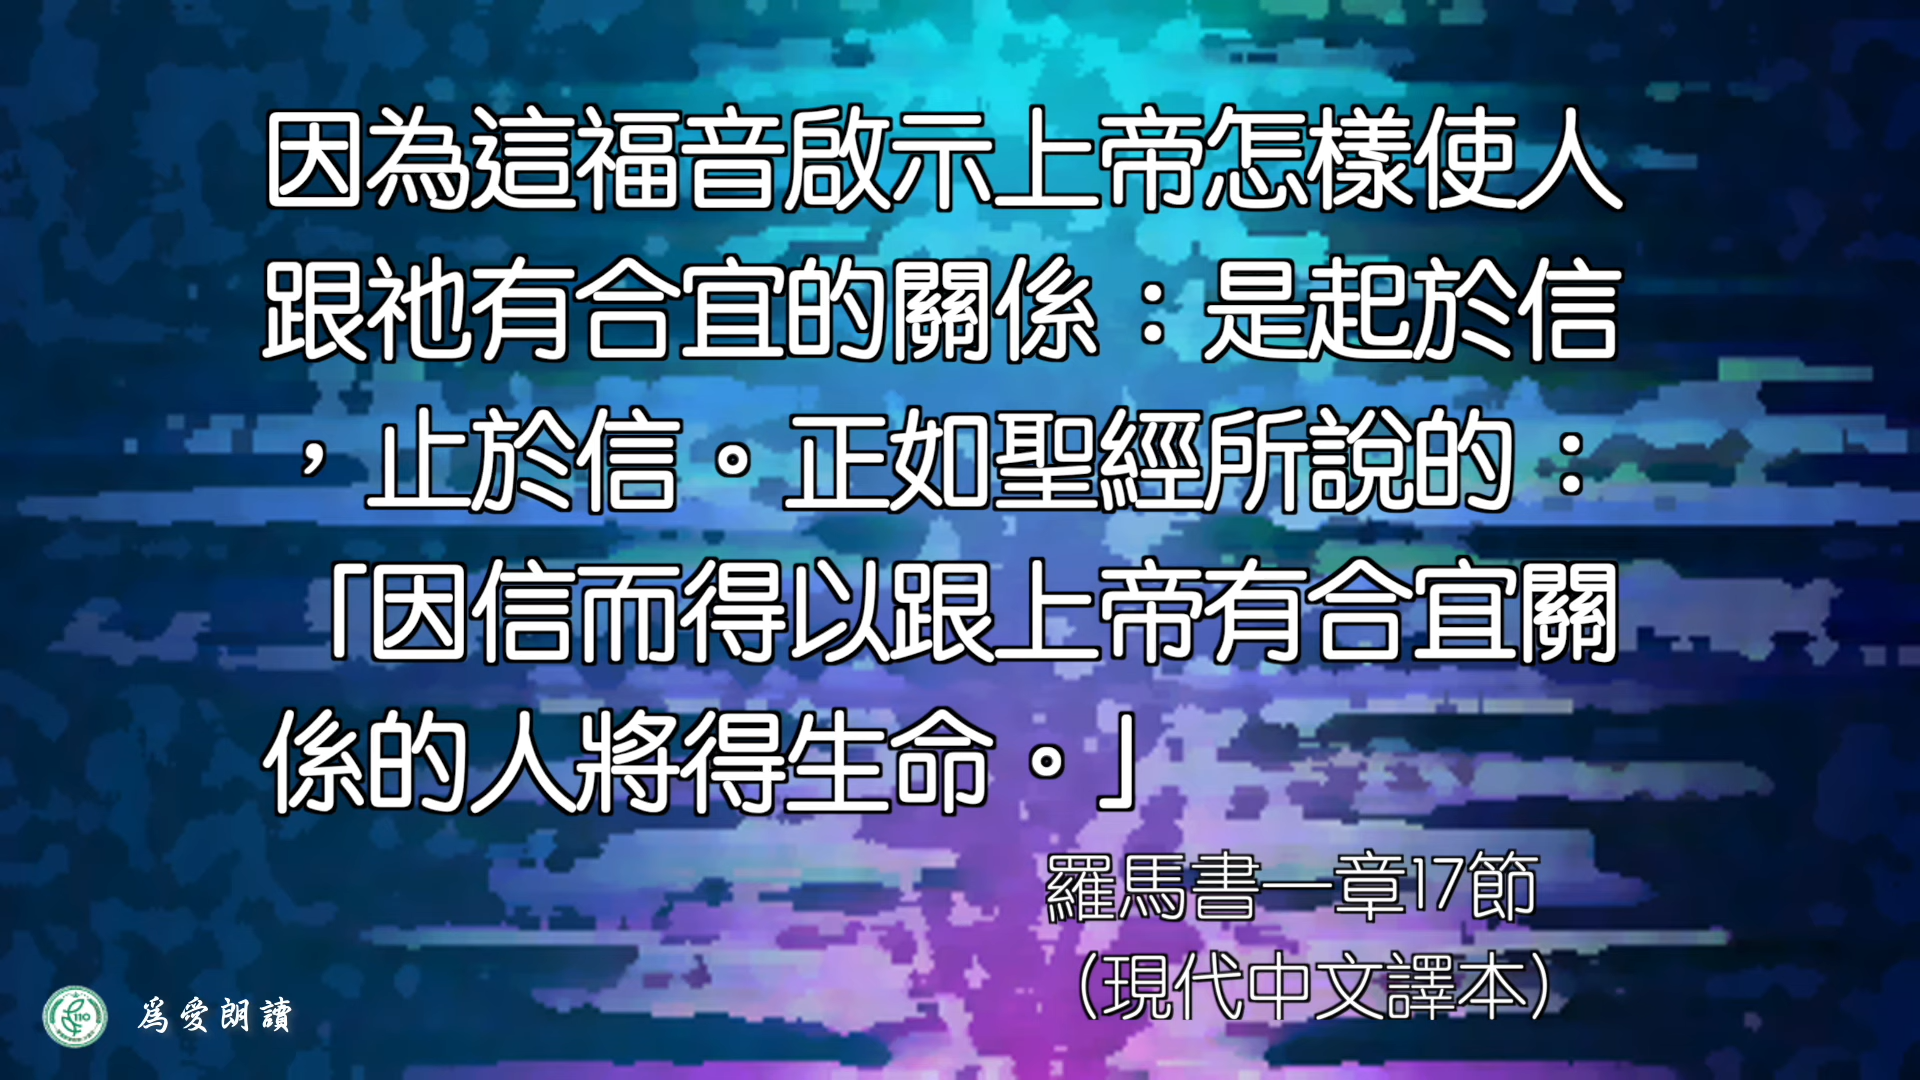 因為這福音啟示上帝怎樣使人
跟祂有合宜的關係：是起於信
，止於信。正如聖經所說的：
「因信而得以跟上帝有合宜關
係的人將得生命。」
羅馬書一章17節
（現代中文譯本）
110
為愛朗讀